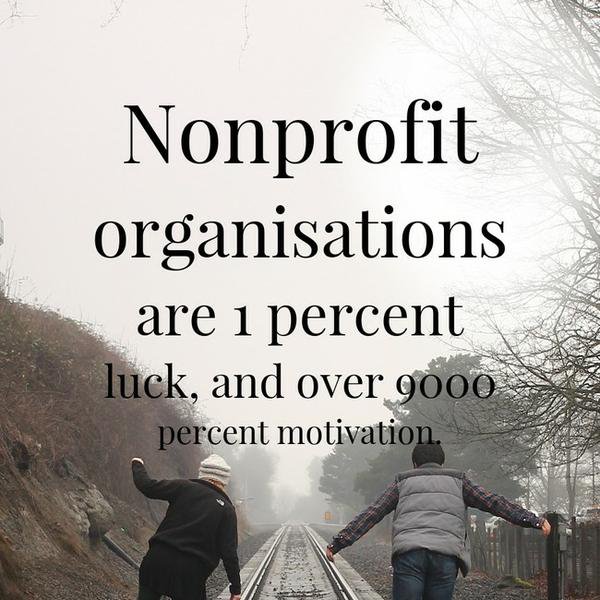 Nonprofit
organisations
are 1 percent
luck, and over 9000
percent motivation.